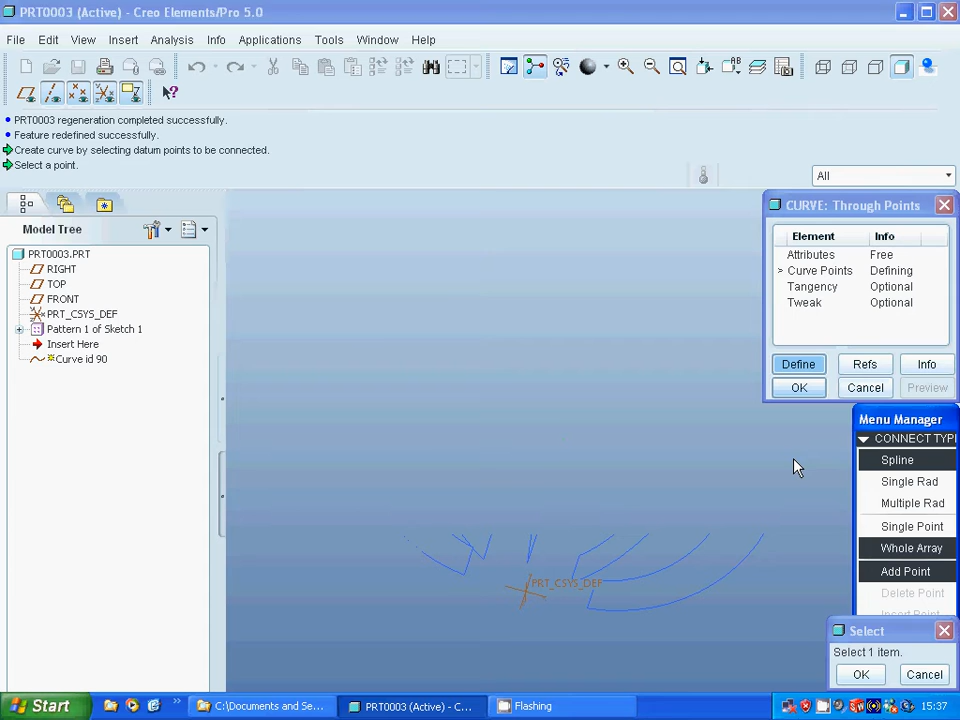 PRT0003 (Active) - Creo Elements/Pro 5.0
File Edit View Insert Analysis Info Applications Tools Window Help
PRT0003 regeneration completed successfully.
Feature redefined successfully.
Create curve by selecting datum points to be connected.
Select a point.
All
Model Tree
PRT0003.PRT
RIGHT
TOP
FRONT
PRT_CSYS_DEF
Pattern 1 of Sketch 1
Insert Here
Curve id 90
PRT_CSYS_DEF
CURVE: Through Points
Element Info
Attributes Free
> Curve Points Defining
Tangency Optional
Tweak Optional
Define Refs Info
OK Cancel Preview
Menu Manager
CONNECT TYP
Spline
Single Rad
Multiple Rad
Single Point
Whole Array
Add Point
Delete Point
Insert Point
Select
Select 1 item.
OK Cancel
Start C:\Documents and Se... PRT0003 (Active) - C... Flashing 15:37